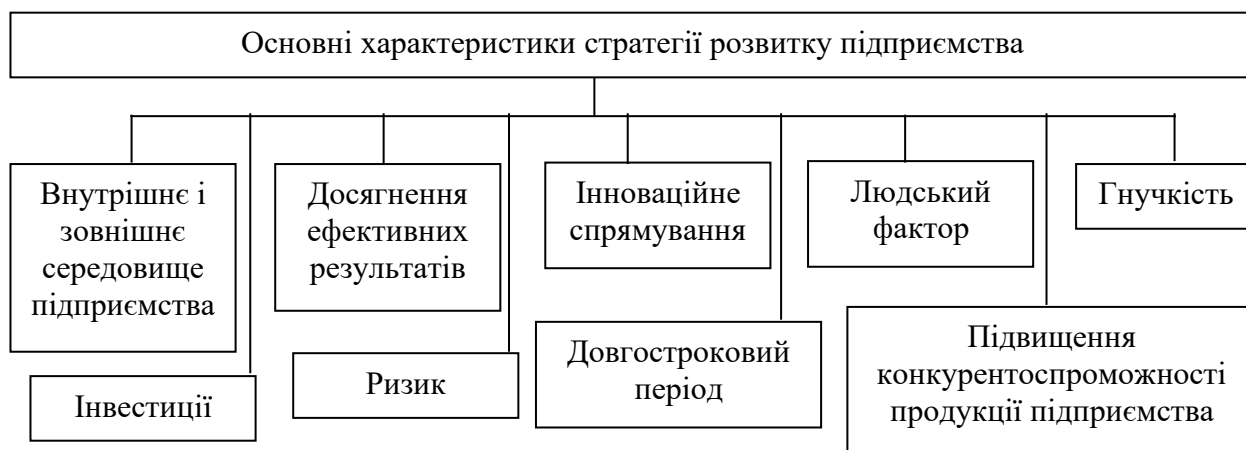 Основні характеристики стратегії розвитку підприємства
Внутрішнє і
зовнішнє
середовище
підприємства
Досягнення
ефективних
результатів
Інноваційне
спрямування
Людський
фактор
Гнучкість
Інвестиції
Ризик
Довгостроковий
період
Підвищення
конкурентоспроможності
продукції підприємства